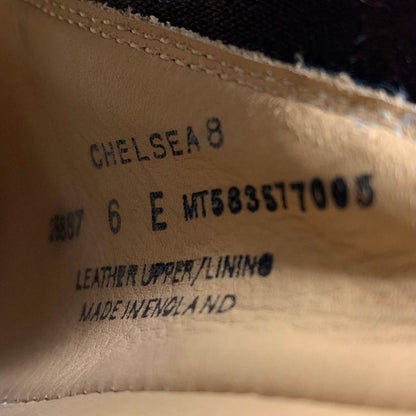 CHELSEA 8
6 E MT583577005
LEATHER UPPER/LINING
MADE IN ENGLAND